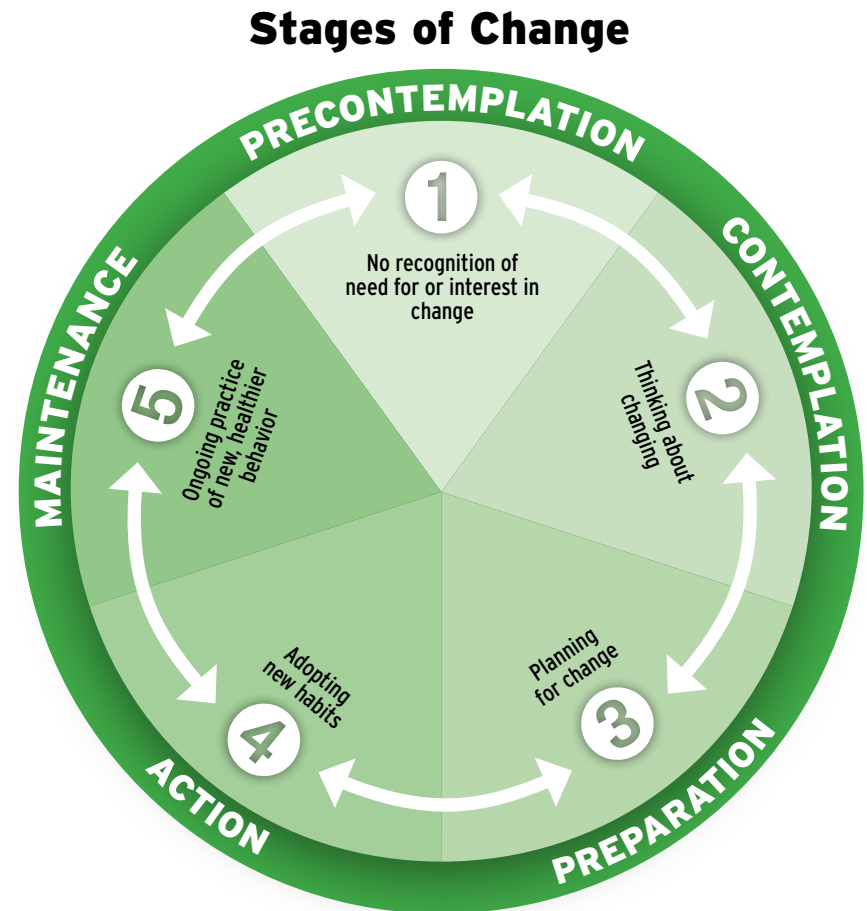 Stages of Change
PRECONTEMPLATION
1
No recognition of
need for or interest in
change
CONTEMPLATION
2
Thinking about
changing
PREPARATION
3
Planning
for change
ACTION
4
Adopting
new habits
MAINTENANCE
5
Ongoing practice
of new, healthier
behavior